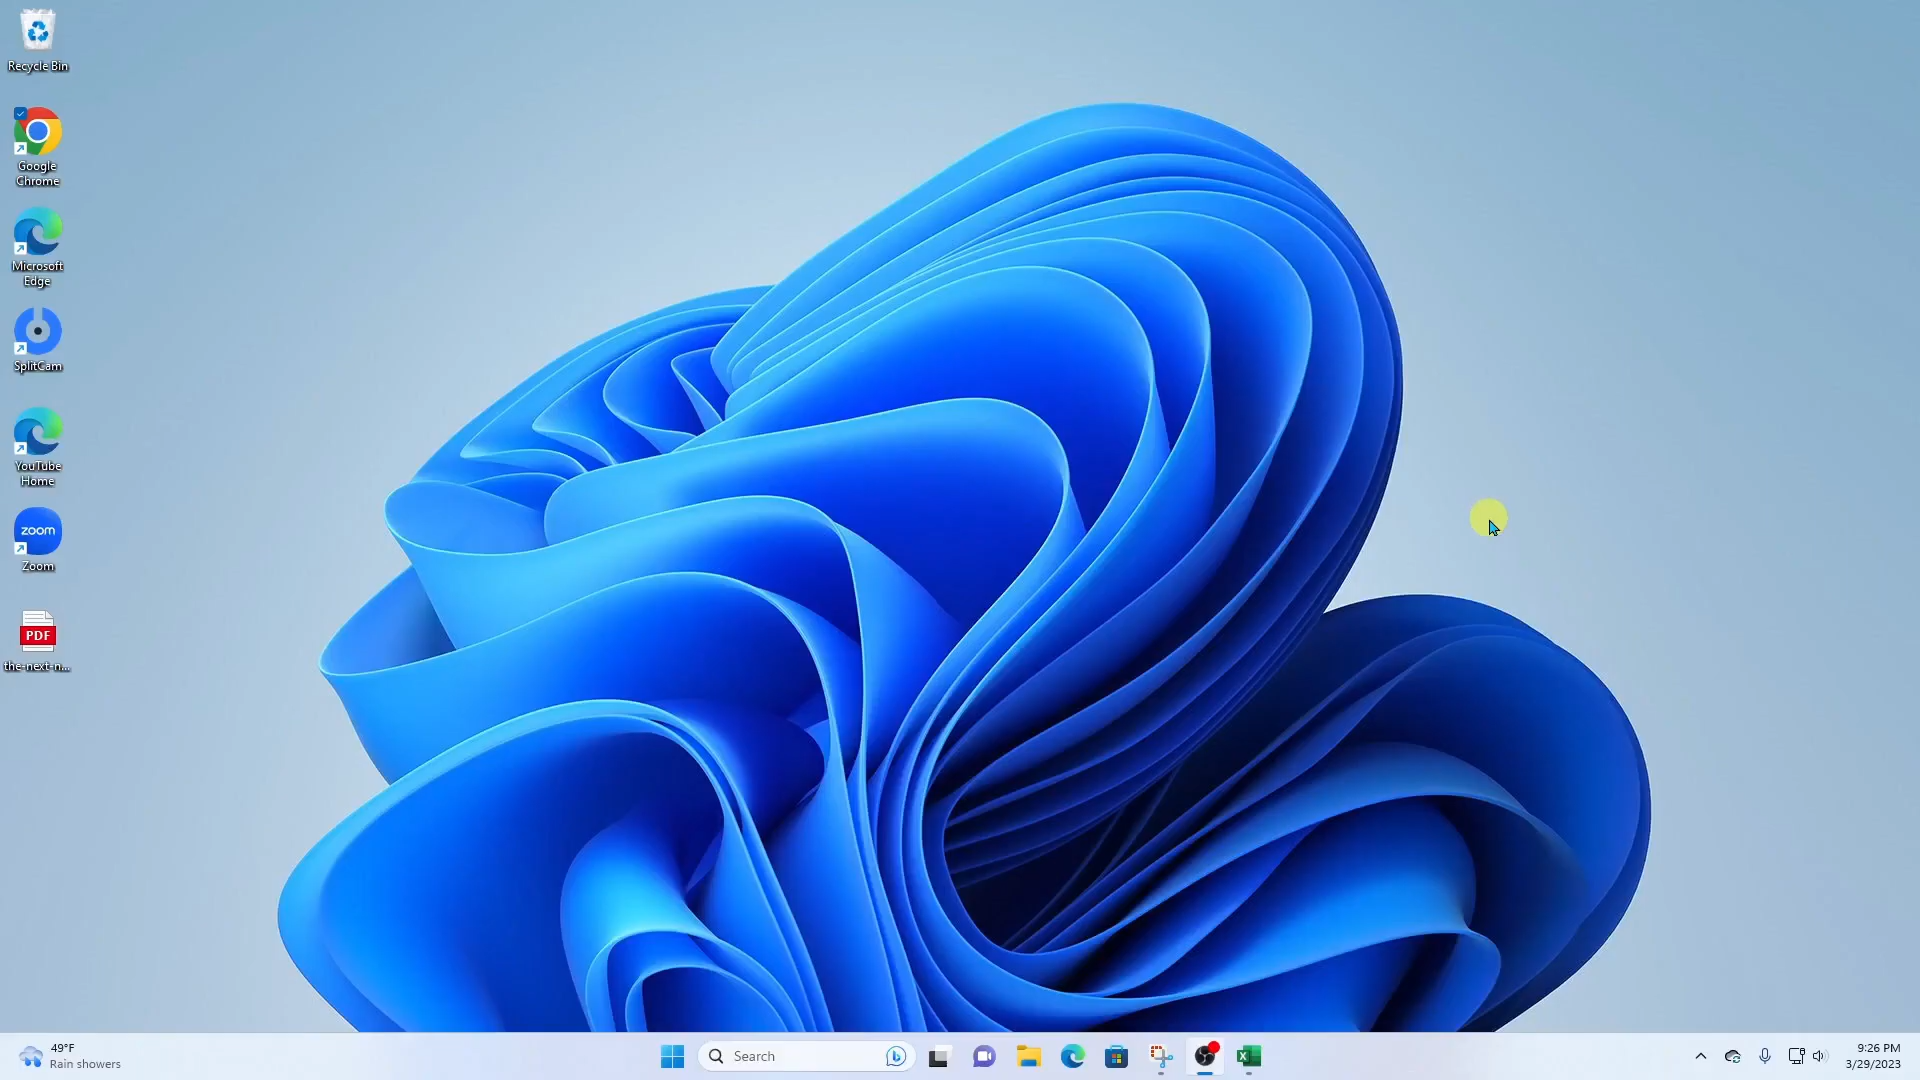 Recycle Bin
Google
Chrome
Microsoft
Edge
SplitCam
YouTube
Home
zoom
Zoom
PDF
the-next-n...
49°F
Rain showers
Search
9:26 PM
3/29/2023